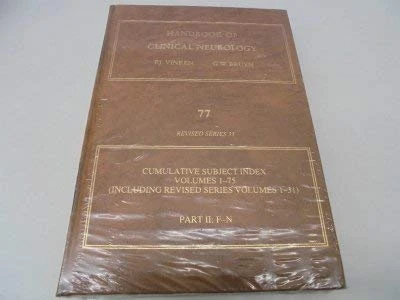 HANDBOOK OF
CLINICAL NEUROLOGY
P.J. VINKEN G.W. BRUYN
77
REVISED SERIES 33
CUMULATIVE SUBJECT INDEX
VOLUMES 1–75
(INCLUDING REVISED SERIES VOLUMES 1–31)
PART II: F–N